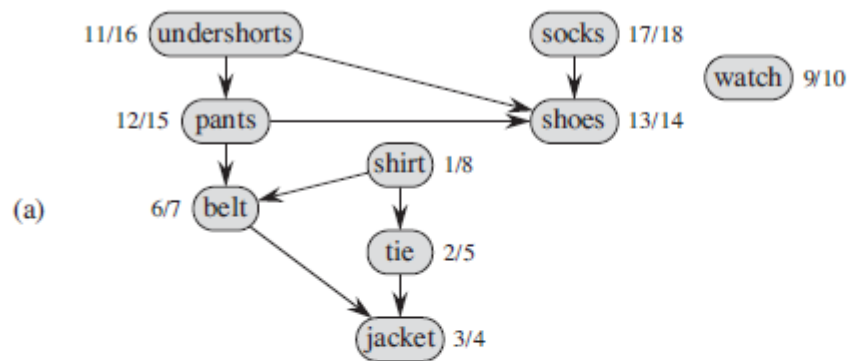 11/16 undershorts socks 17/18
watch 9/10
12/15 pants shoes 13/14
shirt 1/8
(a) 6/7 belt
tie 2/5
jacket 3/4